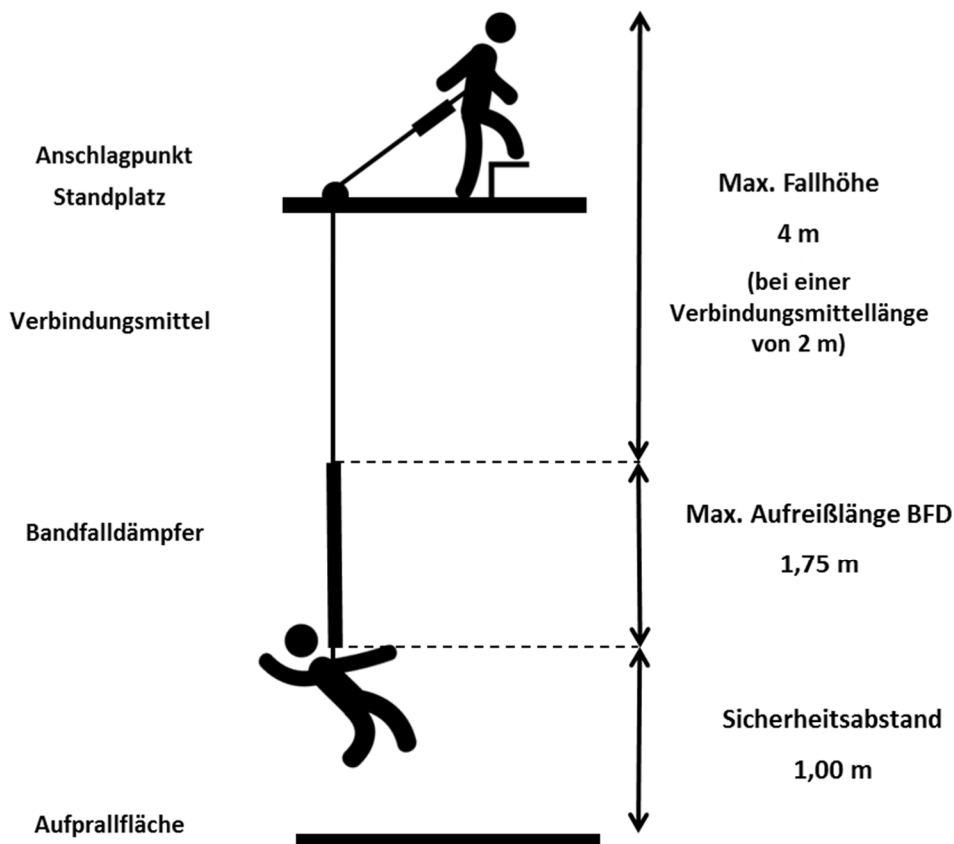 Anschlagpunkt
Standplatz
Verbindungsmittel
Bandfalldämpfer
Aufprallfläche
Max. Fallhöhe
4 m
(bei einer
Verbindungsmittellänge
von 2 m)
Max. Aufreißlänge BFD
1,75 m
Sicherheitsabstand
1,00 m